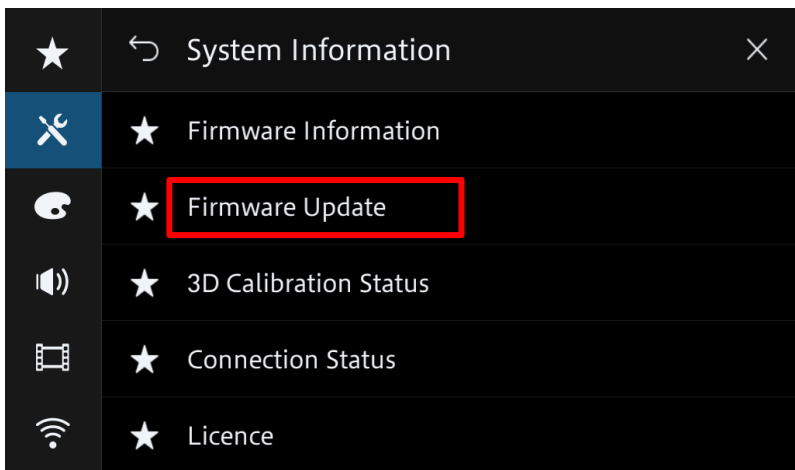 System Information
Firmware Information
Firmware Update
3D Calibration Status
Connection Status
Licence